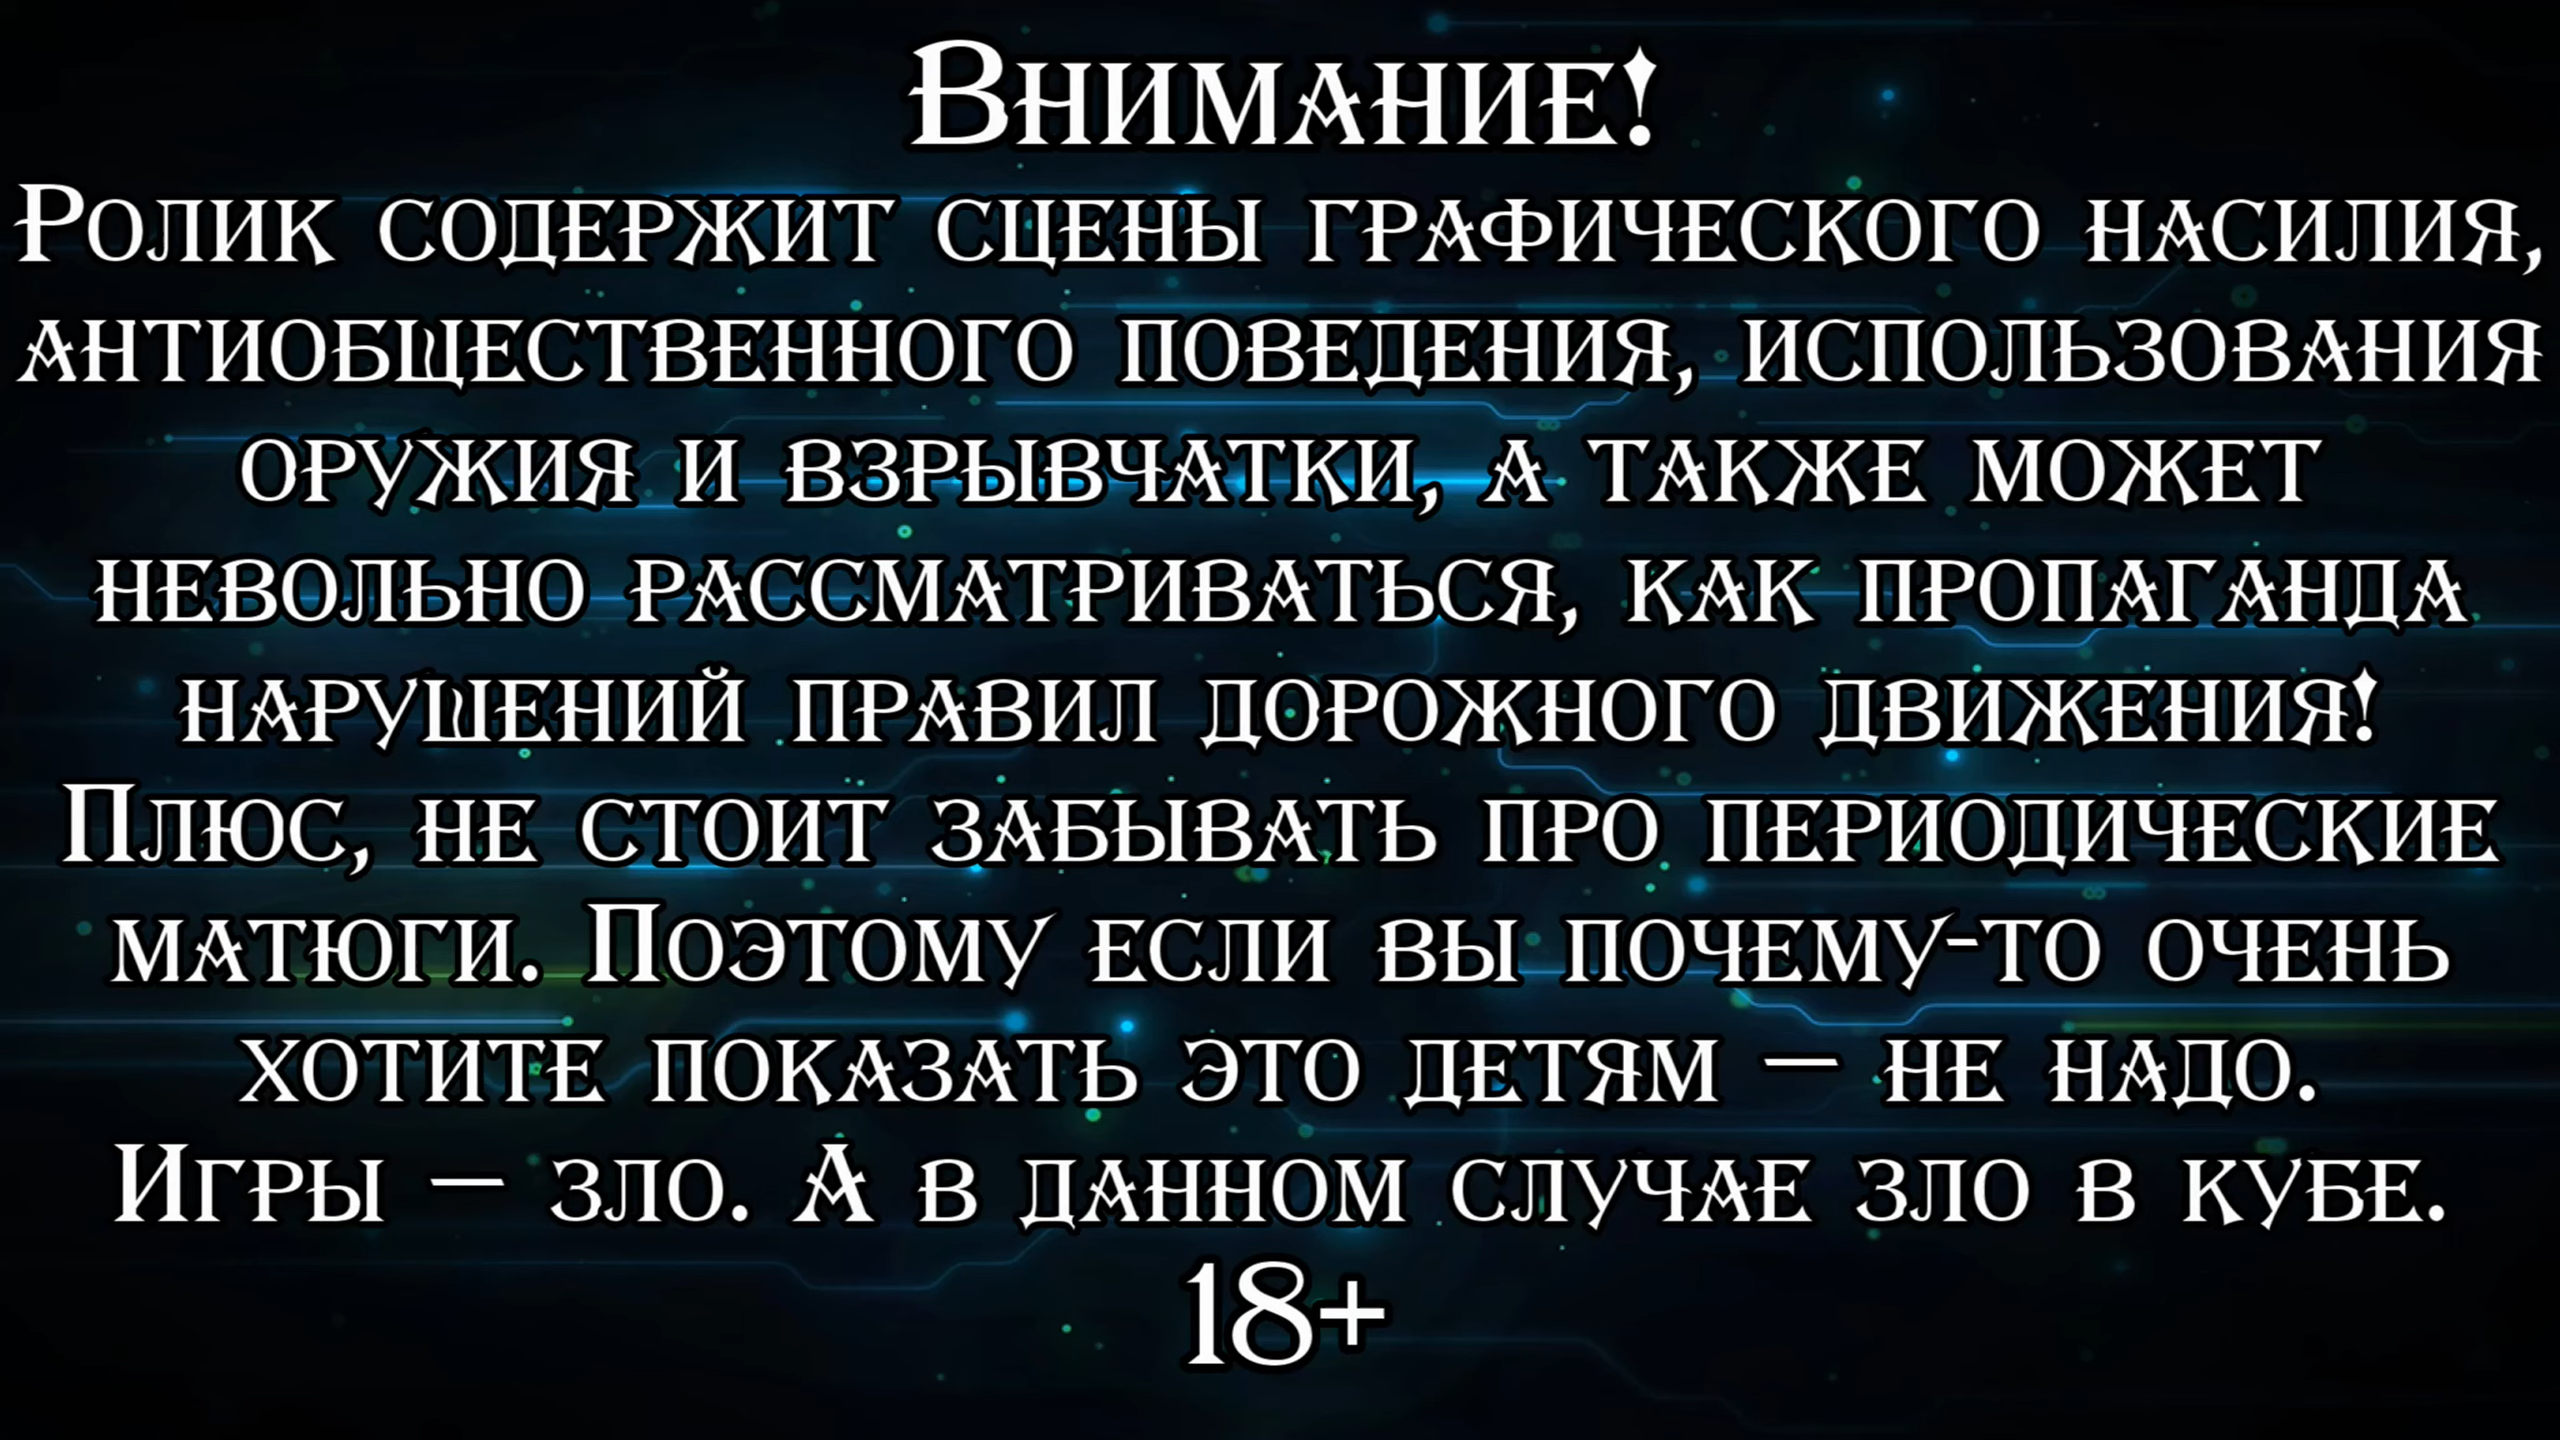 Внимание!
Ролик содержит сцены графического насилия,
антиобщественного поведения, использования
оружия и взрывчатки, а также может
невольно рассматриваться, как пропаганда
нарушений правил дорожного движения!
Плюс, не стоит забывать про периодические
матюги. Поэтому если вы почему-то очень
хотите показать это детям — не надо.
Игры — зло. А в данном случае зло в кубе.
18+